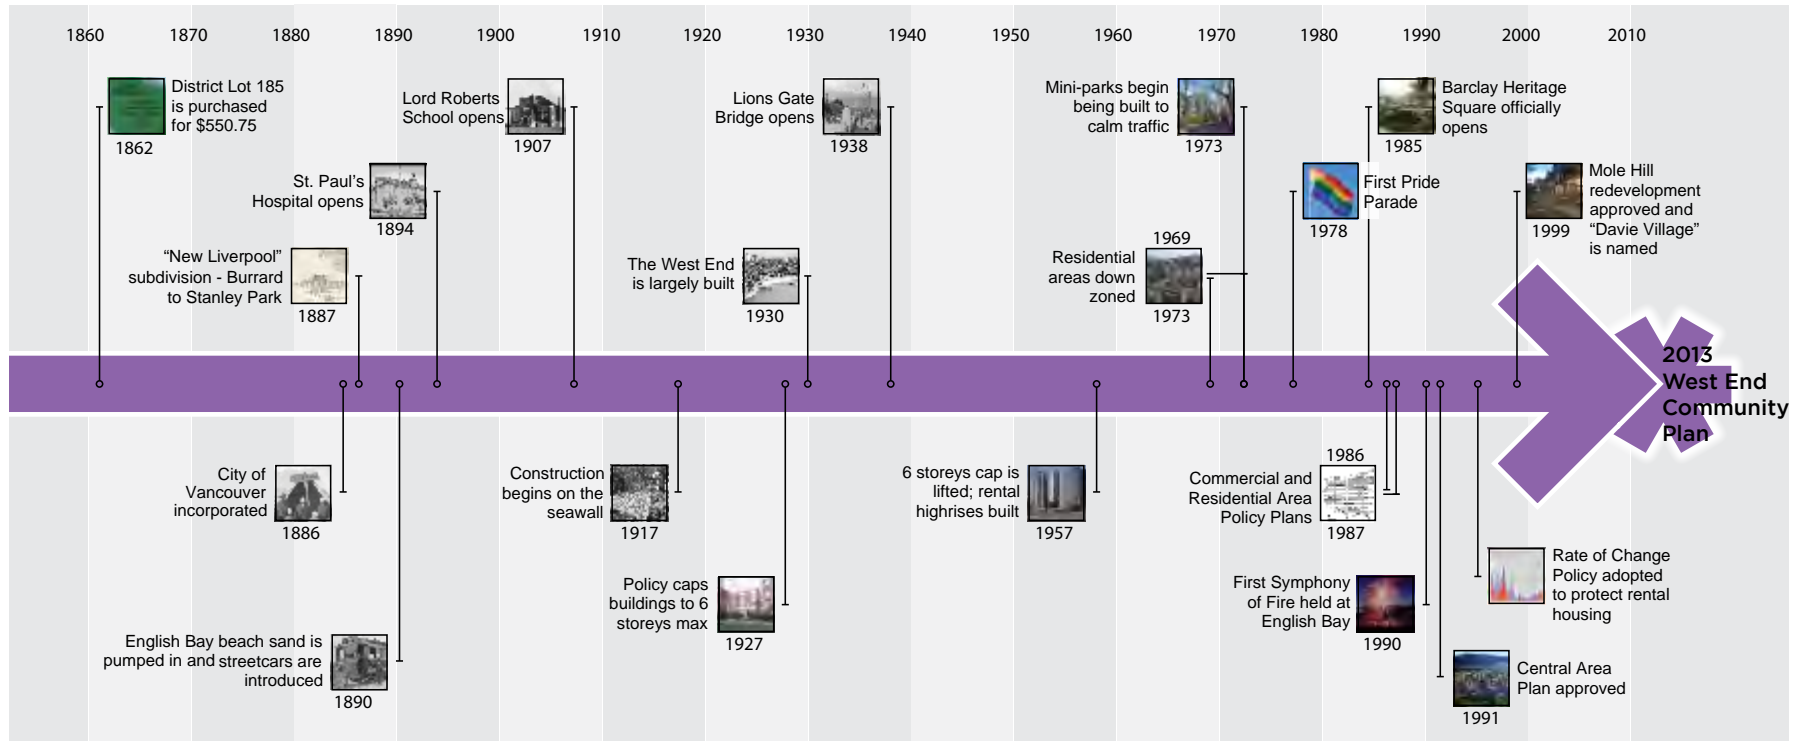 1860 1870 1880 1890 1900 1910 1920 1930 1940 1950 1960 1970 1980 1990 2000 2010
District Lot 185
is purchased
for $550.75
1862
Lord Roberts
School opens
1907
Lions Gate
Bridge opens
1938
Mini-parks begin
being built to
calm traffic
1973
Barclay Heritage
Square officially
opens
1985
St. Paul's
Hospital opens
1894
First Pride
Parade
1978
Mole Hill
redevelopment
approved and
“Davie Village”
is named
1999
“New Liverpool”
subdivision - Burrard
to Stanley Park
1887
The West End
is largely built
1930
1969
Residential
areas down
zoned
1973
2013
West End
Community
Plan
City of
Vancouver
incorporated
1886
Construction
begins on the
seawall
1917
6 storeys cap is
lifted; rental
highrises built
1957
1986
Commercial and
Residential Area
Policy Plans
1987
Policy caps
buildings to 6
storeys max
1927
First Symphony
of Fire held at
English Bay
1990
Rate of Change
Policy adopted
to protect rental
housing
English Bay beach sand is
pumped in and streetcars are
introduced
1890
Central Area
Plan approved
1991